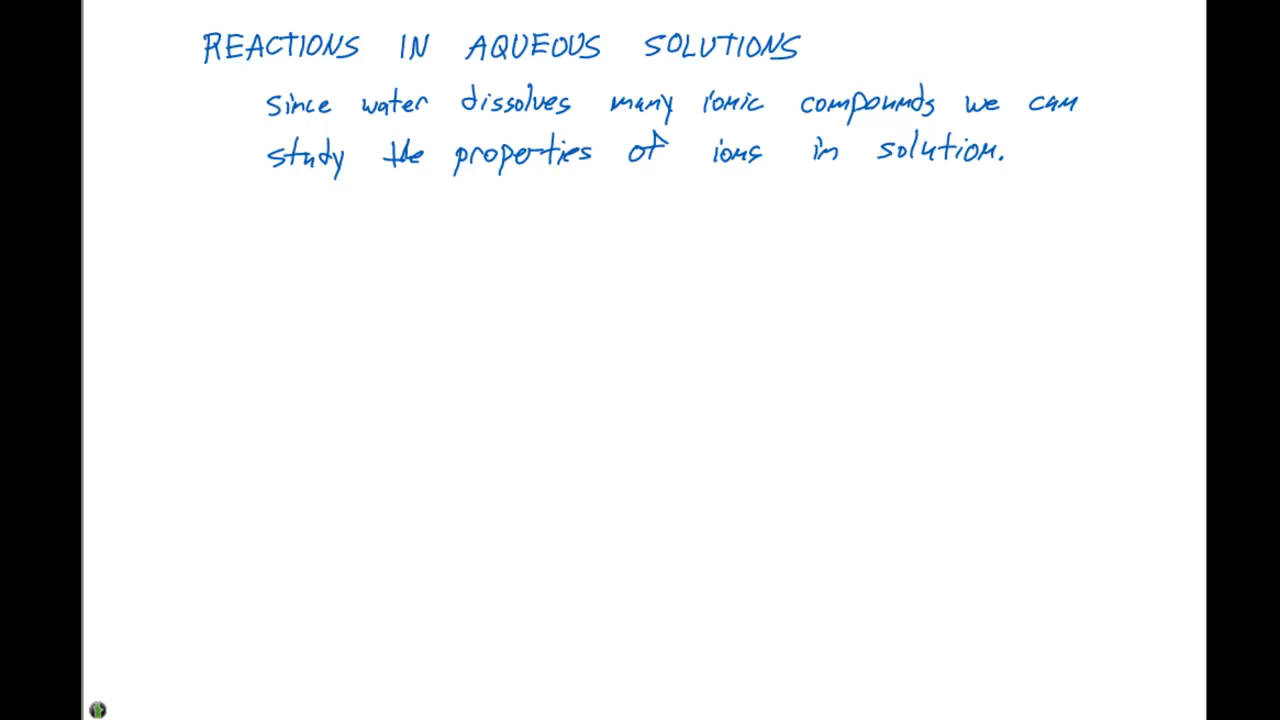 REACTIONS IN AQUEOUS SOLUTIONS
Since water dissolves many ionic compounds we can
study the properties of ions in solution.